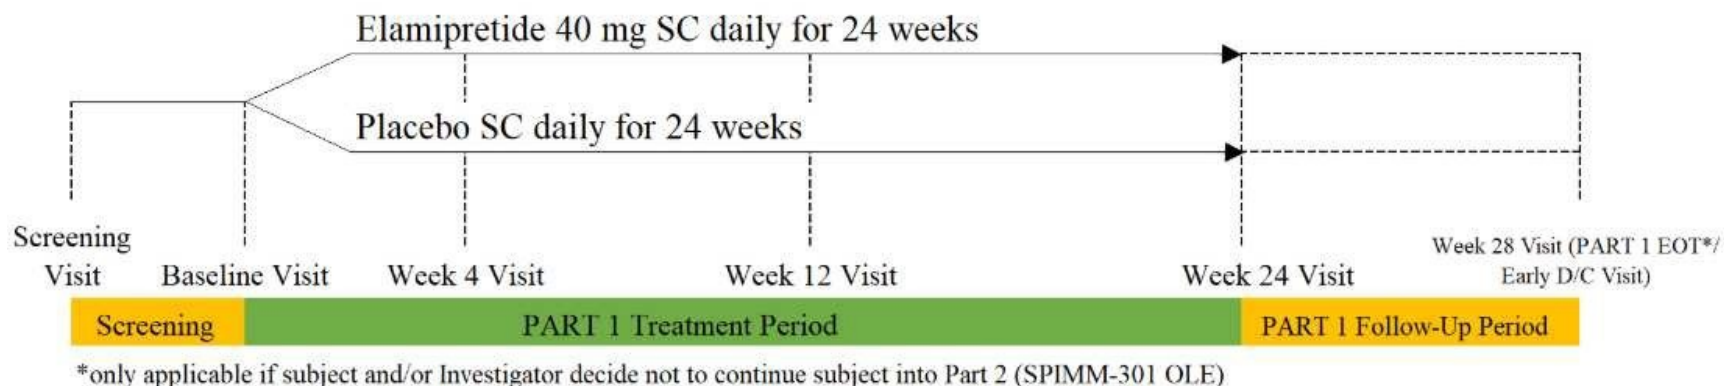 Elamipretide 40 mg SC daily for 24 weeks
Placebo SC daily for 24 weeks
Screening
Visit
Baseline Visit
Week 4 Visit
Week 12 Visit
Week 24 Visit
Week 28 Visit (PART 1 EOT*/
Early D/C Visit)
Screening
PART 1 Treatment Period
PART 1 Follow-Up Period
*only applicable if subject and/or Investigator decide not to continue subject into Part 2 (SPIMM-301 OLE)